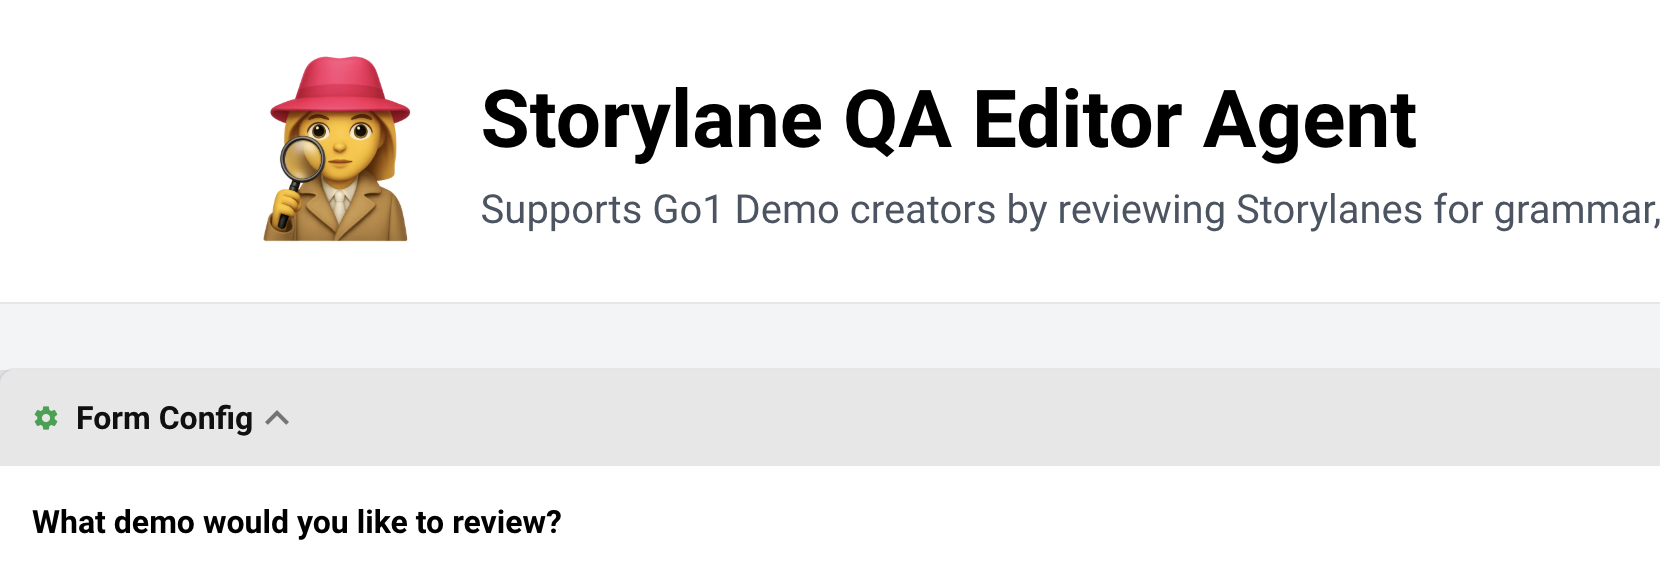 Storylane QA Editor Agent
Supports Go1 Demo creators by reviewing Storylanes for grammar,
Form Config
What demo would you like to review?